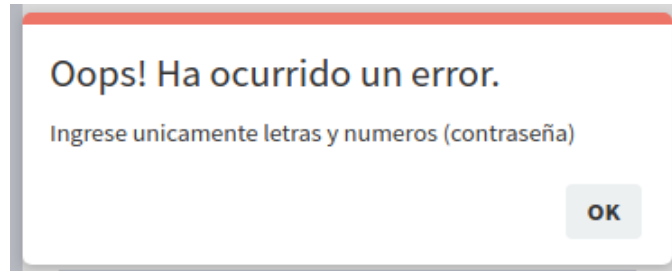 Oops! Ha ocurrido un error.
Ingrese unicamente letras y numeros (contraseña)
OK